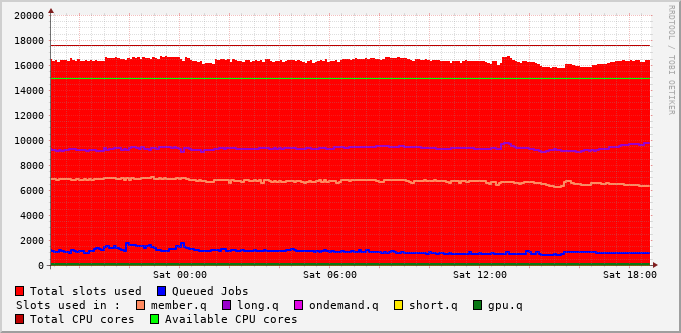 20000
18000
16000
14000
12000
10000
8000
6000
4000
2000
0
Sat 00:00 Sat 06:00 Sat 12:00 Sat 18:00
RRDTOOL / TOBI OETIKER
Total slots used Queued Jobs
Slots used in : member.q long.q ondemand.q short.q gpu.q
Total CPU cores Available CPU cores